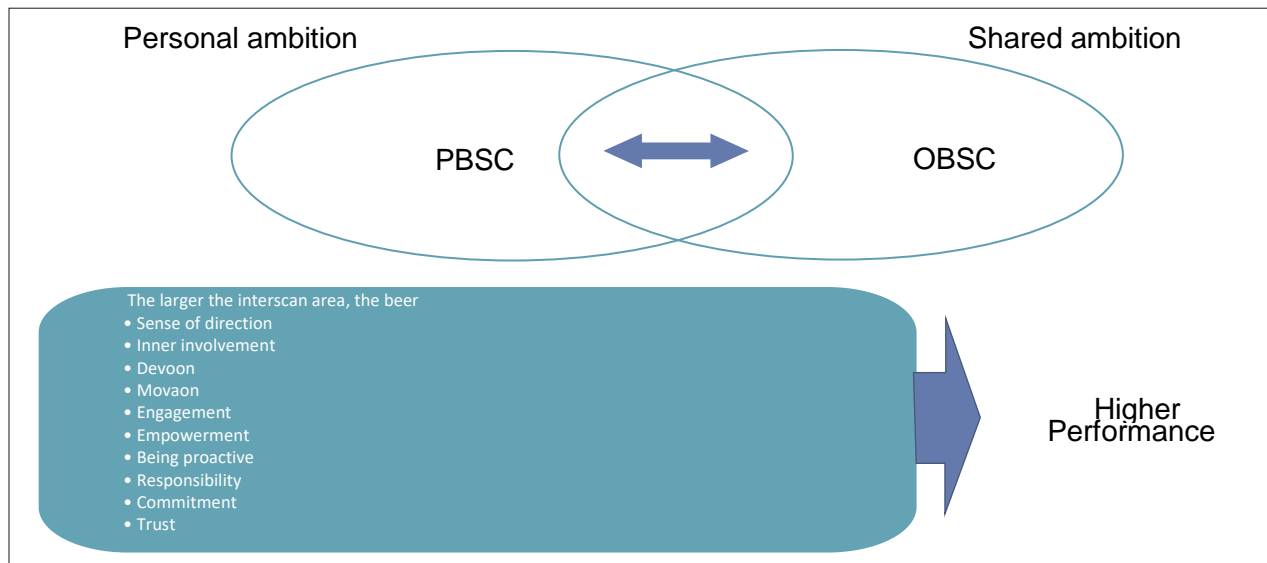 Personal ambition
Shared ambition
PBSC
OBSC
The larger the interscan area, the beer
• Sense of direction
• Inner involvement
• Devoon
• Movaon
• Engagement
• Empowerment
• Being proactive
• Responsibility
• Commitment
• Trust
Higher
Performance